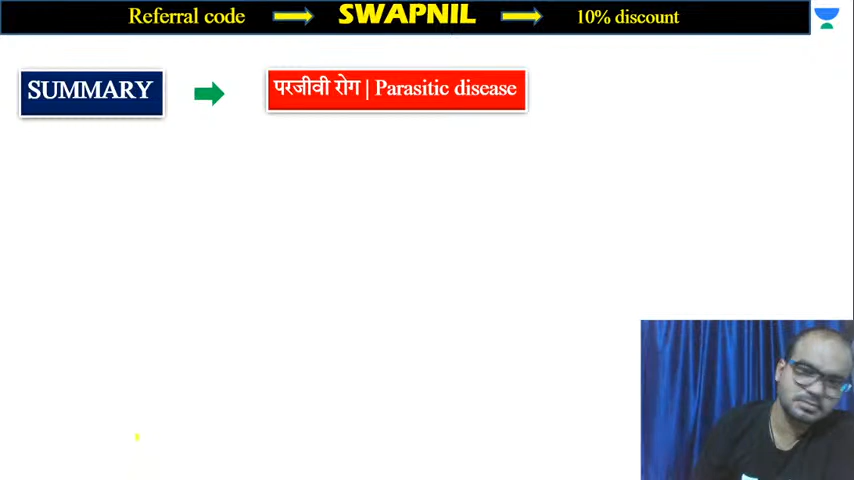 Referral code SWAPNIL 10% discount
SUMMARY परजीवी रोग | Parasitic disease